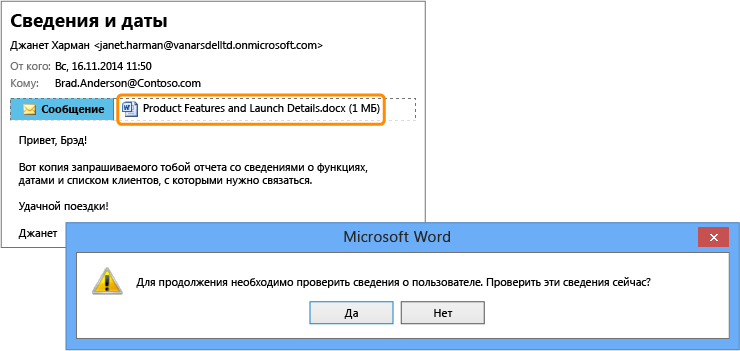 Сведения и даты
Джанет Харман <janet.harman@vanarsdelltd.onmicrosoft.com>
От кого: Вс, 16.11.2014 11:50
Кому: Brad.Anderson@Contoso.com
Сообщение Product Features and Launch Details.docx (1 МБ)
Привет, Брэд!
Вот копия запрашиваемого тобой отчета со сведениями о функциях,
датами и списком клиентов, с которыми нужно связаться.
Удачной поездки!
Джанет
Microsoft Word
Для продолжения необходимо проверить сведения о пользователе. Проверить эти сведения сейчас?
Да Нет